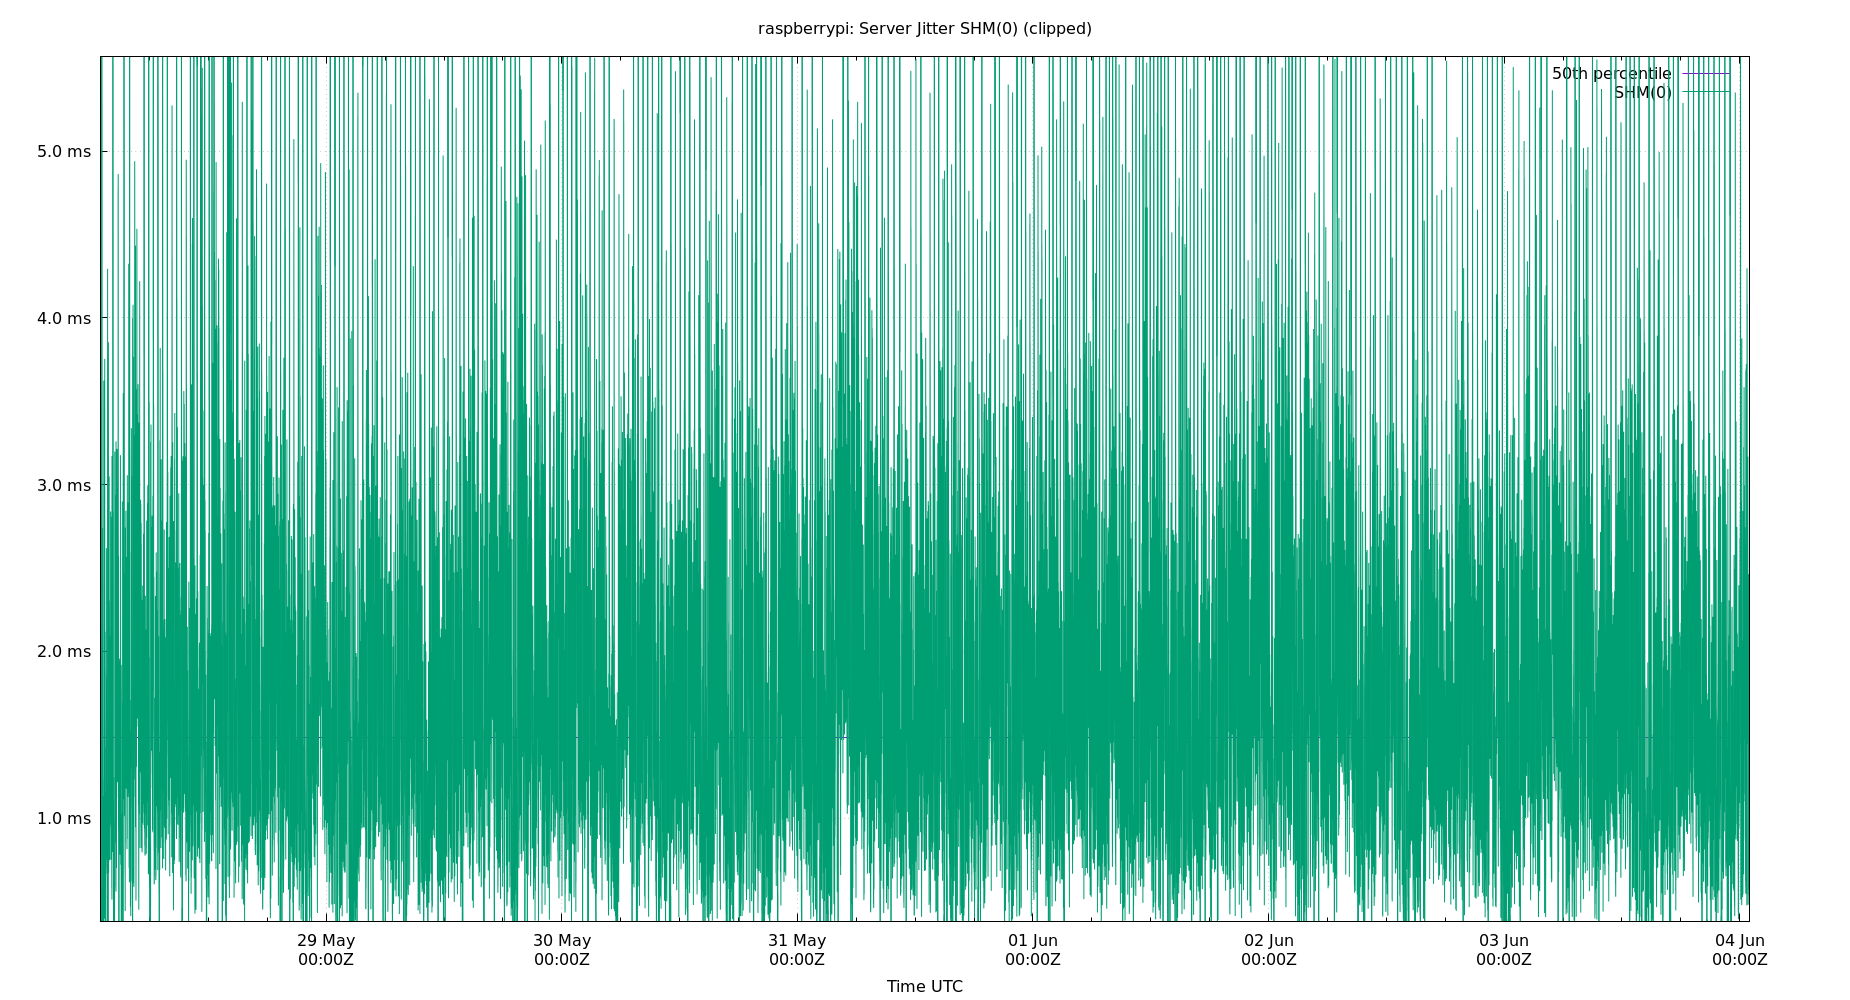 raspberrypi: Server Jitter SHM(0) (clipped)
50th percentile
SHM(0)
5.0 ms
4.0 ms
3.0 ms
2.0 ms
1.0 ms
29 May 30 May 31 May 01 Jun 02 Jun 03 Jun 04 Jun
00:00Z 00:00Z 00:00Z 00:00Z 00:00Z 00:00Z 00:00Z
Time UTC